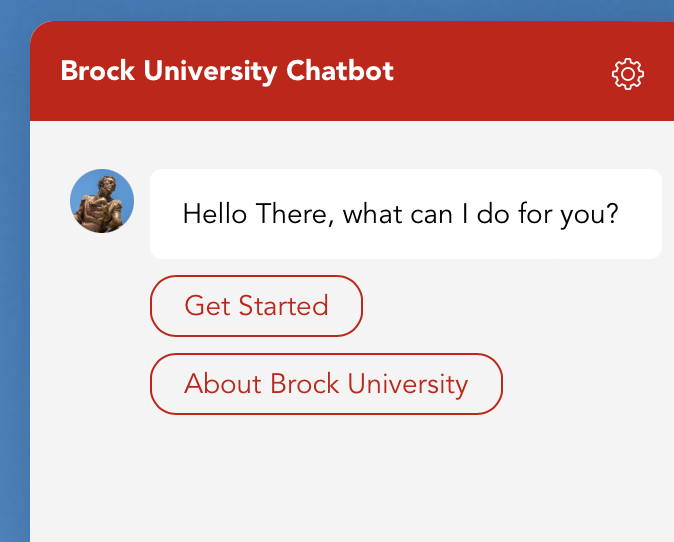 Brock University Chatbot
Hello There, what can I do for you?
Get Started
About Brock University